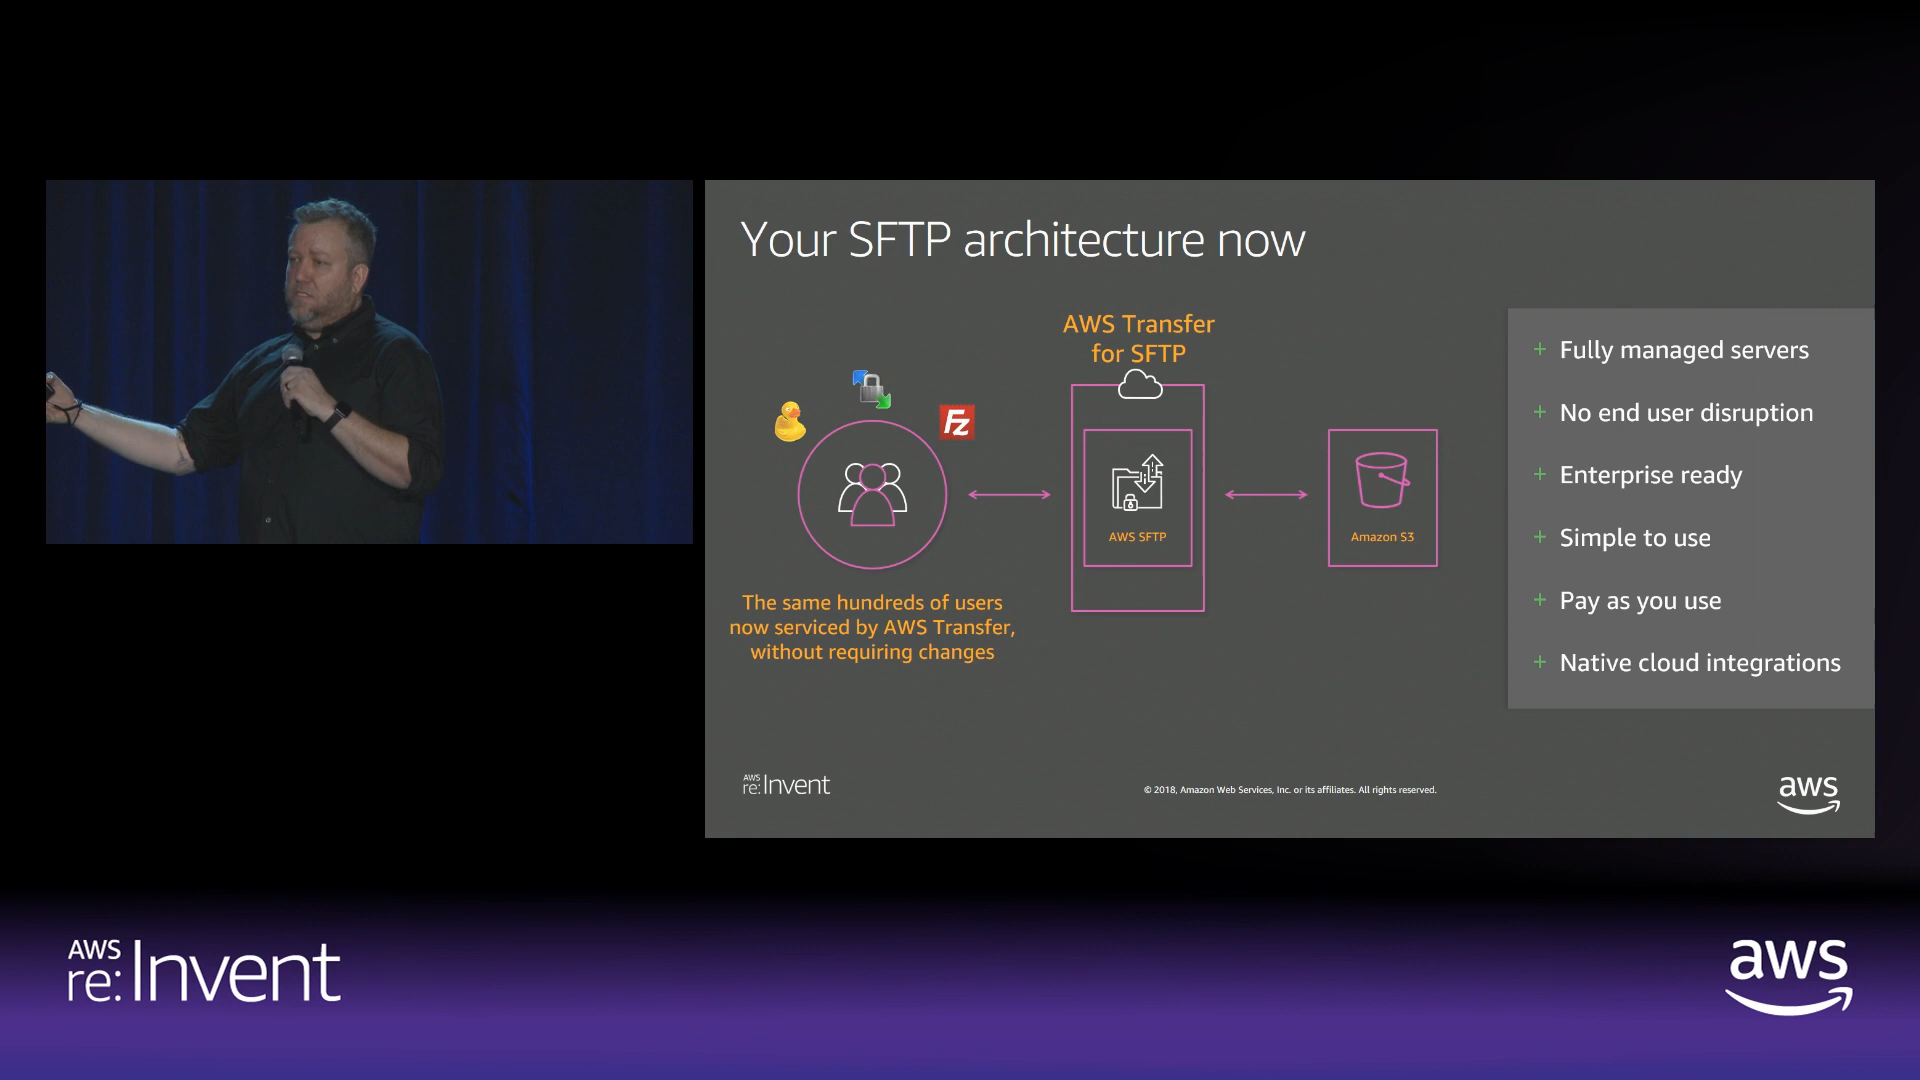 Your SFTP architecture now
AWS Transfer
for SFTP
Fz
AWS SFTP
Amazon S3
The same hundreds of users
now serviced by AWS Transfer,
without requiring changes
+ Fully managed servers
+ No end user disruption
+ Enterprise ready
+ Simple to use
+ Pay as you use
+ Native cloud integrations
AWS
re:Invent
© 2018, Amazon Web Services, Inc. or its affiliates. All rights reserved.
aws
AWS
re:Invent
aws